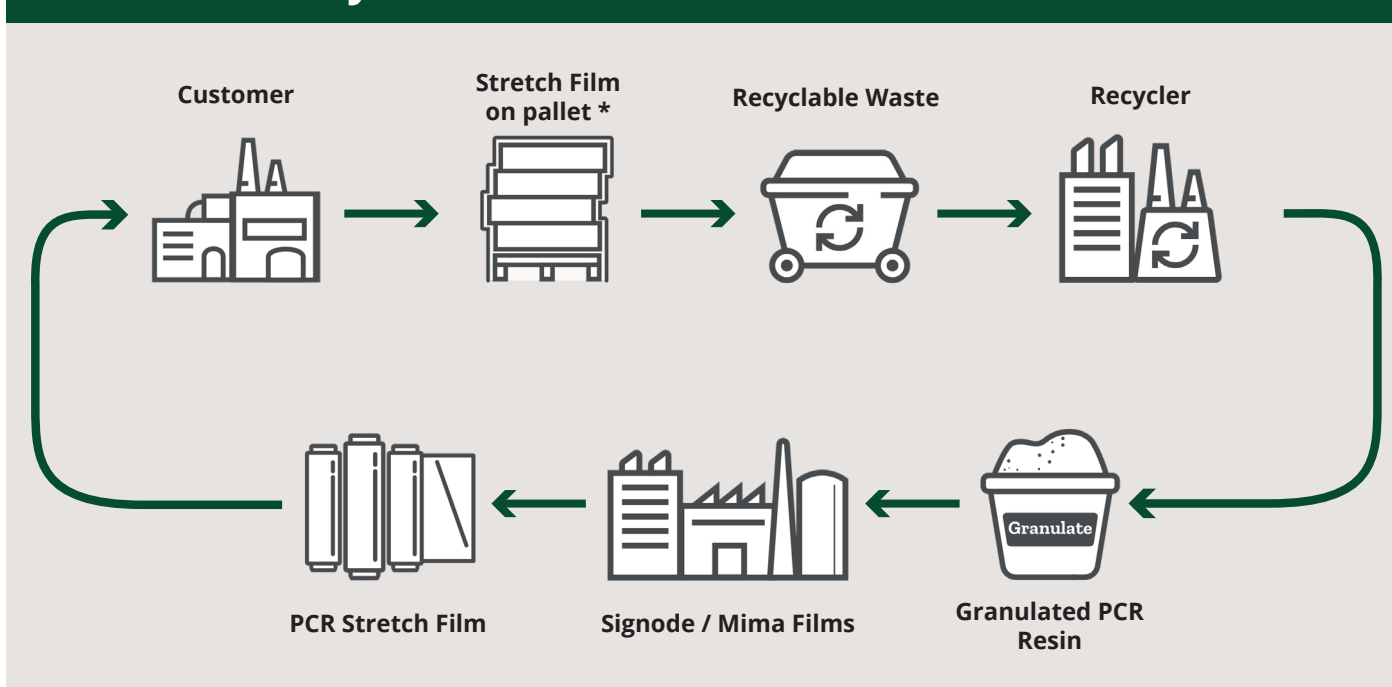 Customer
Stretch Film
on pallet *
Recyclable Waste
Recycler
Granulate
PCR Stretch Film
Signode / Mima Films
Granulated PCR
Resin